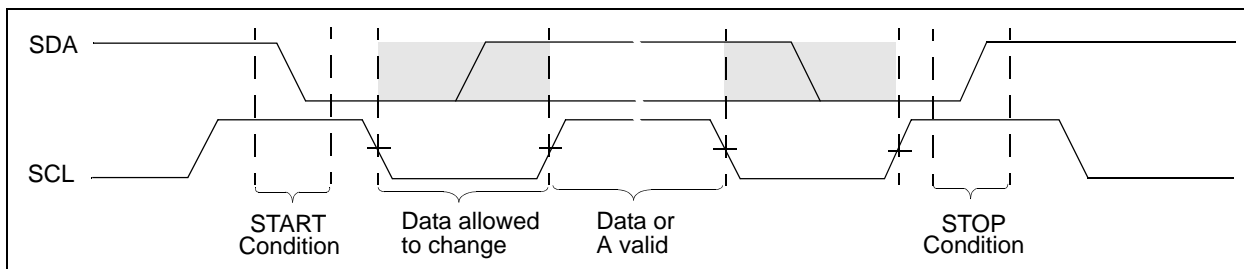 SDA
SCL
START
Condition
Data allowed
to change
Data or
A valid
STOP
Condition